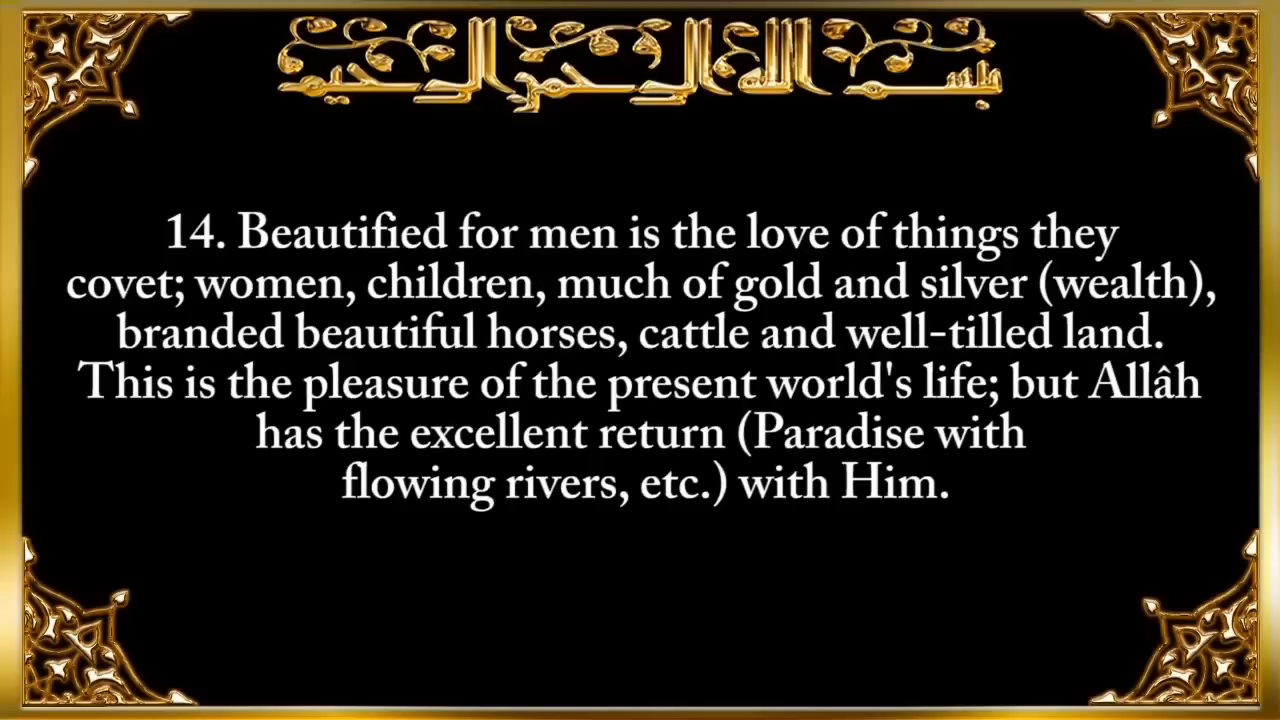 بسم الله الرحمن الرحيم
14. Beautified for men is the love of things they
covet; women, children, much of gold and silver (wealth),
branded beautiful horses, cattle and well-tilled land.
This is the pleasure of the present world's life; but Allâh
has the excellent return (Paradise with
flowing rivers, etc.) with Him.